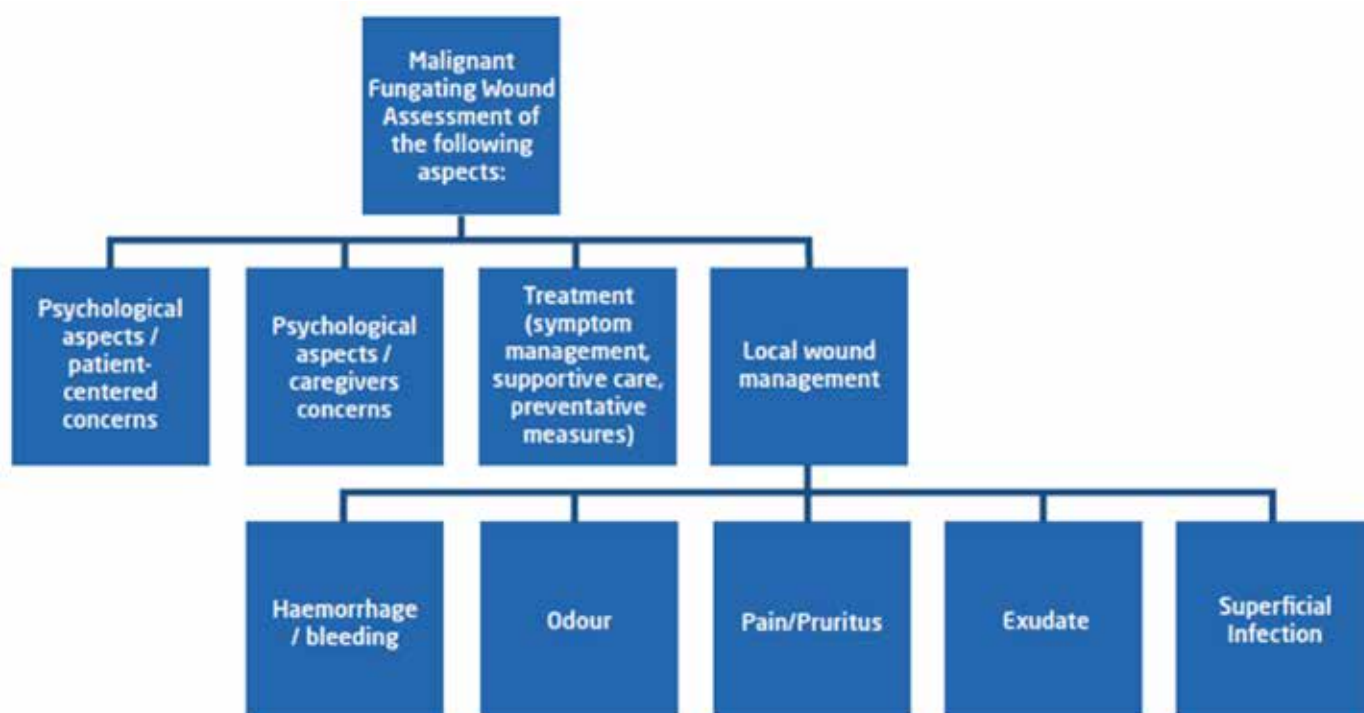 Malignant
Fungating Wound
Assessment of
the following
aspects:
Psychological
aspects /
patient-
centered
concerns
Psychological
aspects /
caregivers
concerns
Treatment
(symptom
management,
supportive care,
preventative
measures)
Local wound
management
Haemorrhage
/ bleeding
Odour
Pain/Pruritus
Exudate
Superficial
Infection